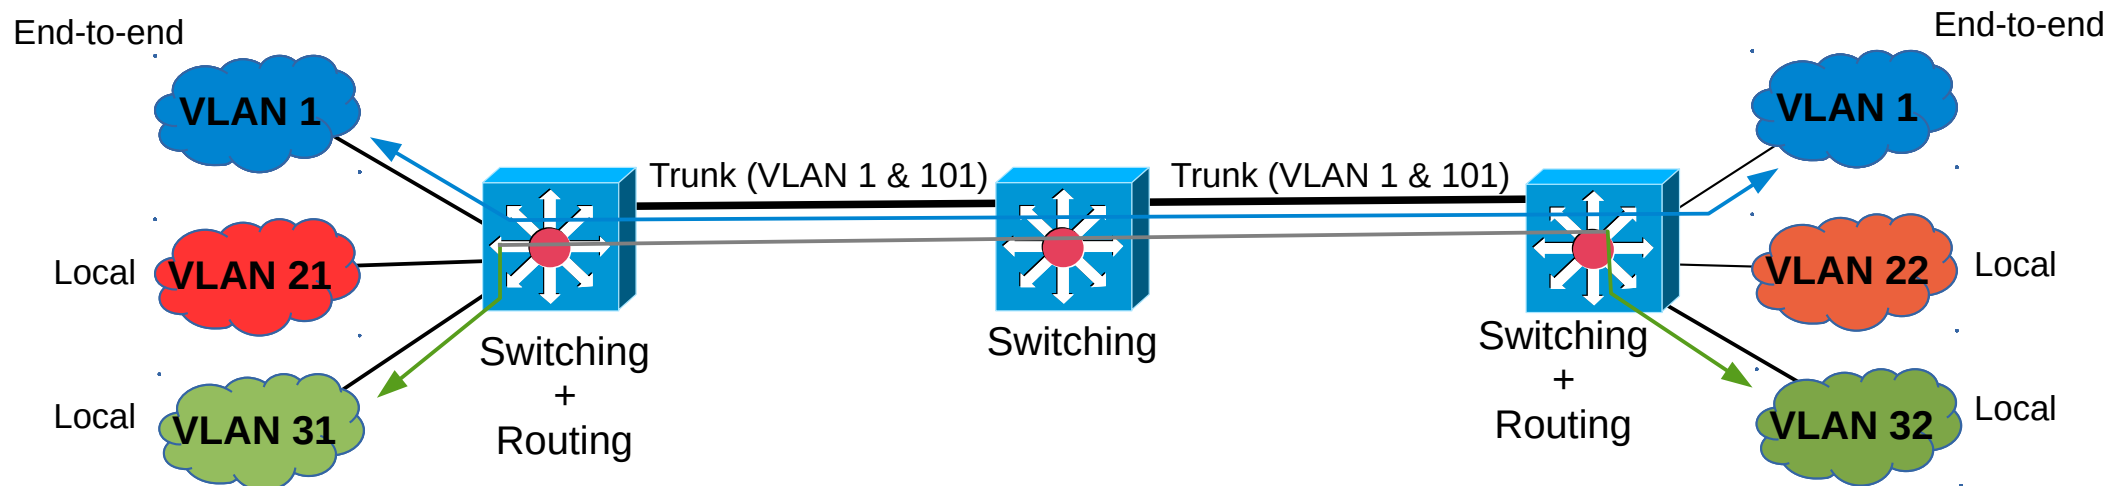 End-to-end
End-to-end
VLAN 1
VLAN 1
Trunk (VLAN 1 & 101)
Trunk (VLAN 1 & 101)
Local
VLAN 21
VLAN 22
Local
Switching
+
Routing
Switching
Switching
+
Routing
Local
VLAN 31
VLAN 32
Local